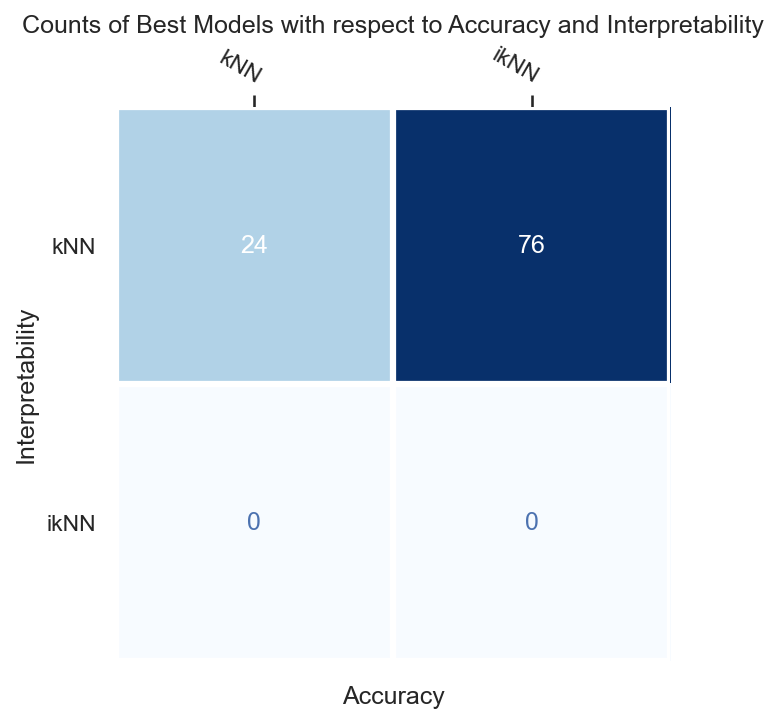 Counts of Best Models with respect to Accuracy and Interpretability
kNN
ikNN
kNN
24
76
Interpretability
ikNN
0
0
Accuracy